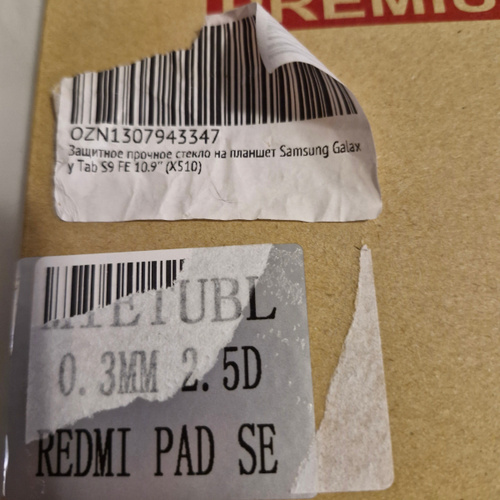 OZN1307943347
Защитное прочное стекло на планшет Samsung Galax
y Tab S9 FE 10.9" (X510)
0.3MM 2.5D
REDMI PAD SE